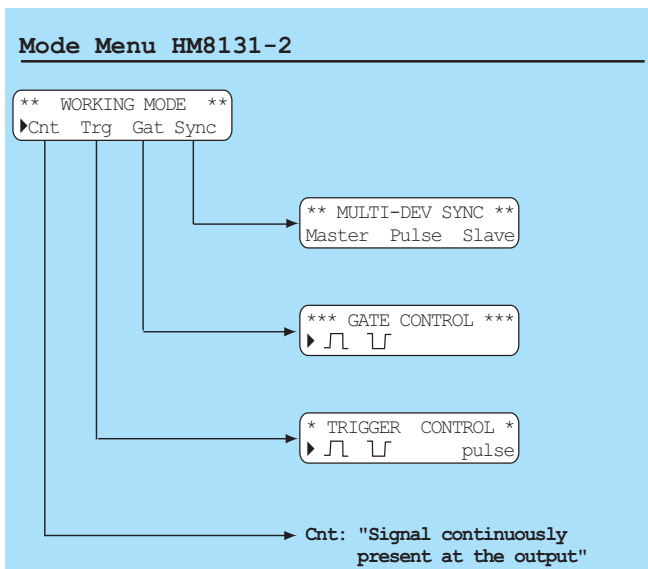 Mode Menu HM8131-2
** WORKING MODE **
Cnt Trg Gat Sync
** MULTI-DEV SYNC **
Master Pulse Slave
*** GATE CONTROL ***
* TRIGGER CONTROL *
pulse
Cnt: "Signal continuously
present at the output"